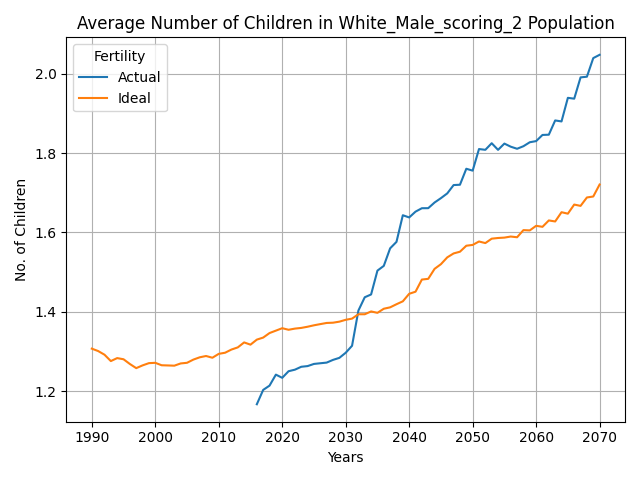 Average Number of Children in White_Male_scoring_2 Population
Fertility
Actual
Ideal
No. of Children
2.0
1.8
1.6
1.4
1.2
1990 2000 2010 2020 2030 2040 2050 2060 2070
Years